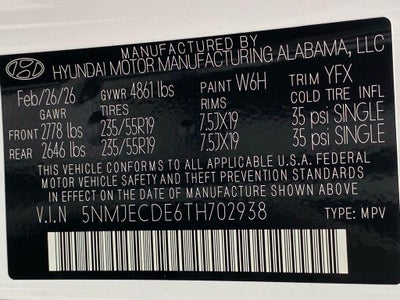 MANUFACTURED BY
HYUNDAI MOTOR MANUFACTURING ALABAMA, LLC
Feb/26/26 GVWR 4861 lbs PAINT W6H TRIM YFX
GAWR TIRES RIMS COLD TIRE INFL
FRONT 2778 lbs 235/55R19 7.5JX19 35 psi SINGLE
REAR 2646 lbs 235/55R19 7.5JX19 35 psi SINGLE
THIS VEHICLE CONFORMS TO ALL APPLICABLE U.S.A. FEDERAL
MOTOR VEHICLE SAFETY AND THEFT PREVENTION STANDARDS
IN EFFECT ON THE DATE OF MANUFACTURE SHOWN ABOVE.
V.I.N 5NMJECDE6TH702938 TYPE: MPV